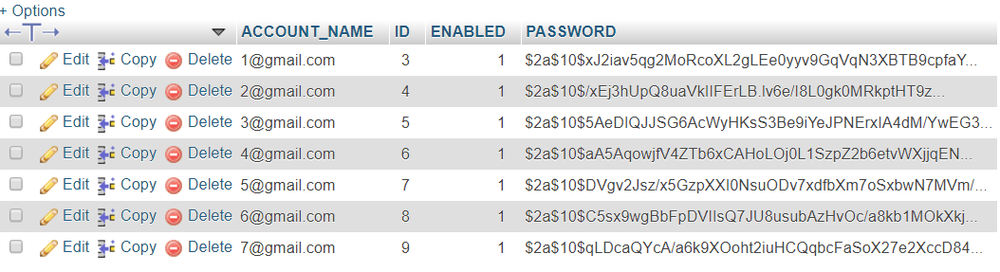 + Options
←T→ ACCOUNT_NAME ID ENABLED PASSWORD
Edit Copy Delete 1@gmail.com 3 1 $2a$10$xJ2iav5qg2MoRcoXL2gLEe0yyv9GqVqN3XBTB9cpfaY...
Edit Copy Delete 2@gmail.com 4 1 $2a$10$/xEj3hUpQ8uaVkIIFErLB.lv6e/I8L0gk0MRkptHT9z...
Edit Copy Delete 3@gmail.com 5 1 $2a$10$5AeDIQJJSG6AcWyHKsS3Be9iYeJPNErxIA4dM/YwEG3...
Edit Copy Delete 4@gmail.com 6 1 $2a$10$aA5AqowjfV4ZTb6xCAHoLOj0L1SzpZ2b6etvWXjjqEN...
Edit Copy Delete 5@gmail.com 7 1 $2a$10$DVgv2Jsz/x5GzpXXI0NsuODv7xdfbXm7oSxbwN7MVm/...
Edit Copy Delete 6@gmail.com 8 1 $2a$10$C5sx9wgBbFpDVIIsQ7JU8usubAzHvOc/a8kb1MOkXkj...
Edit Copy Delete 7@gmail.com 9 1 $2a$10$qLDcaQYcA/a6k9XOoht2iuHCQqbcFaSoX27e2XccD84...